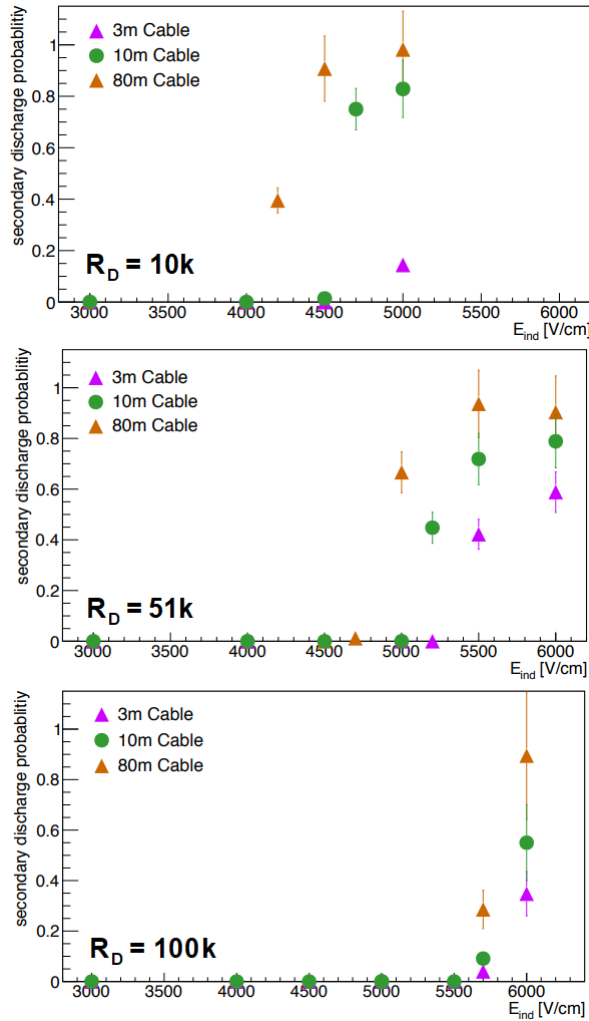 secondary discharge probablitiy
1
0.8
0.6
0.4
0.2
0
3m Cable
10m Cable
80m Cable
R_D = 10k
3000 3500 4000 4500 5000 5500 6000
E_ind [V/cm]
secondary discharge probablitiy
1
0.8
0.6
0.4
0.2
0
3m Cable
10m Cable
80m Cable
R_D = 51k
3000 3500 4000 4500 5000 5500 6000
E_ind [V/cm]
secondary discharge probablitiy
1
0.8
0.6
0.4
0.2
0
3m Cable
10m Cable
80m Cable
R_D = 100k
3000 3500 4000 4500 5000 5500 6000
E_ind [V/cm]